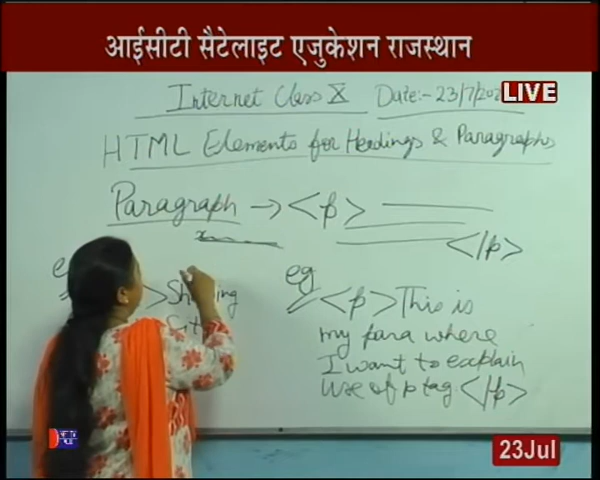 आईसीटी सैटेलाइट एजुकेशन राजस्थान
LIVE
Internet Class X
Date:- 23/7/202
HTML Elements for Headings & Paragraphs
Paragraph → <p>
</p>
eg
<p> This is
my para where
I want to explain
use of p tag </p>
23Jul